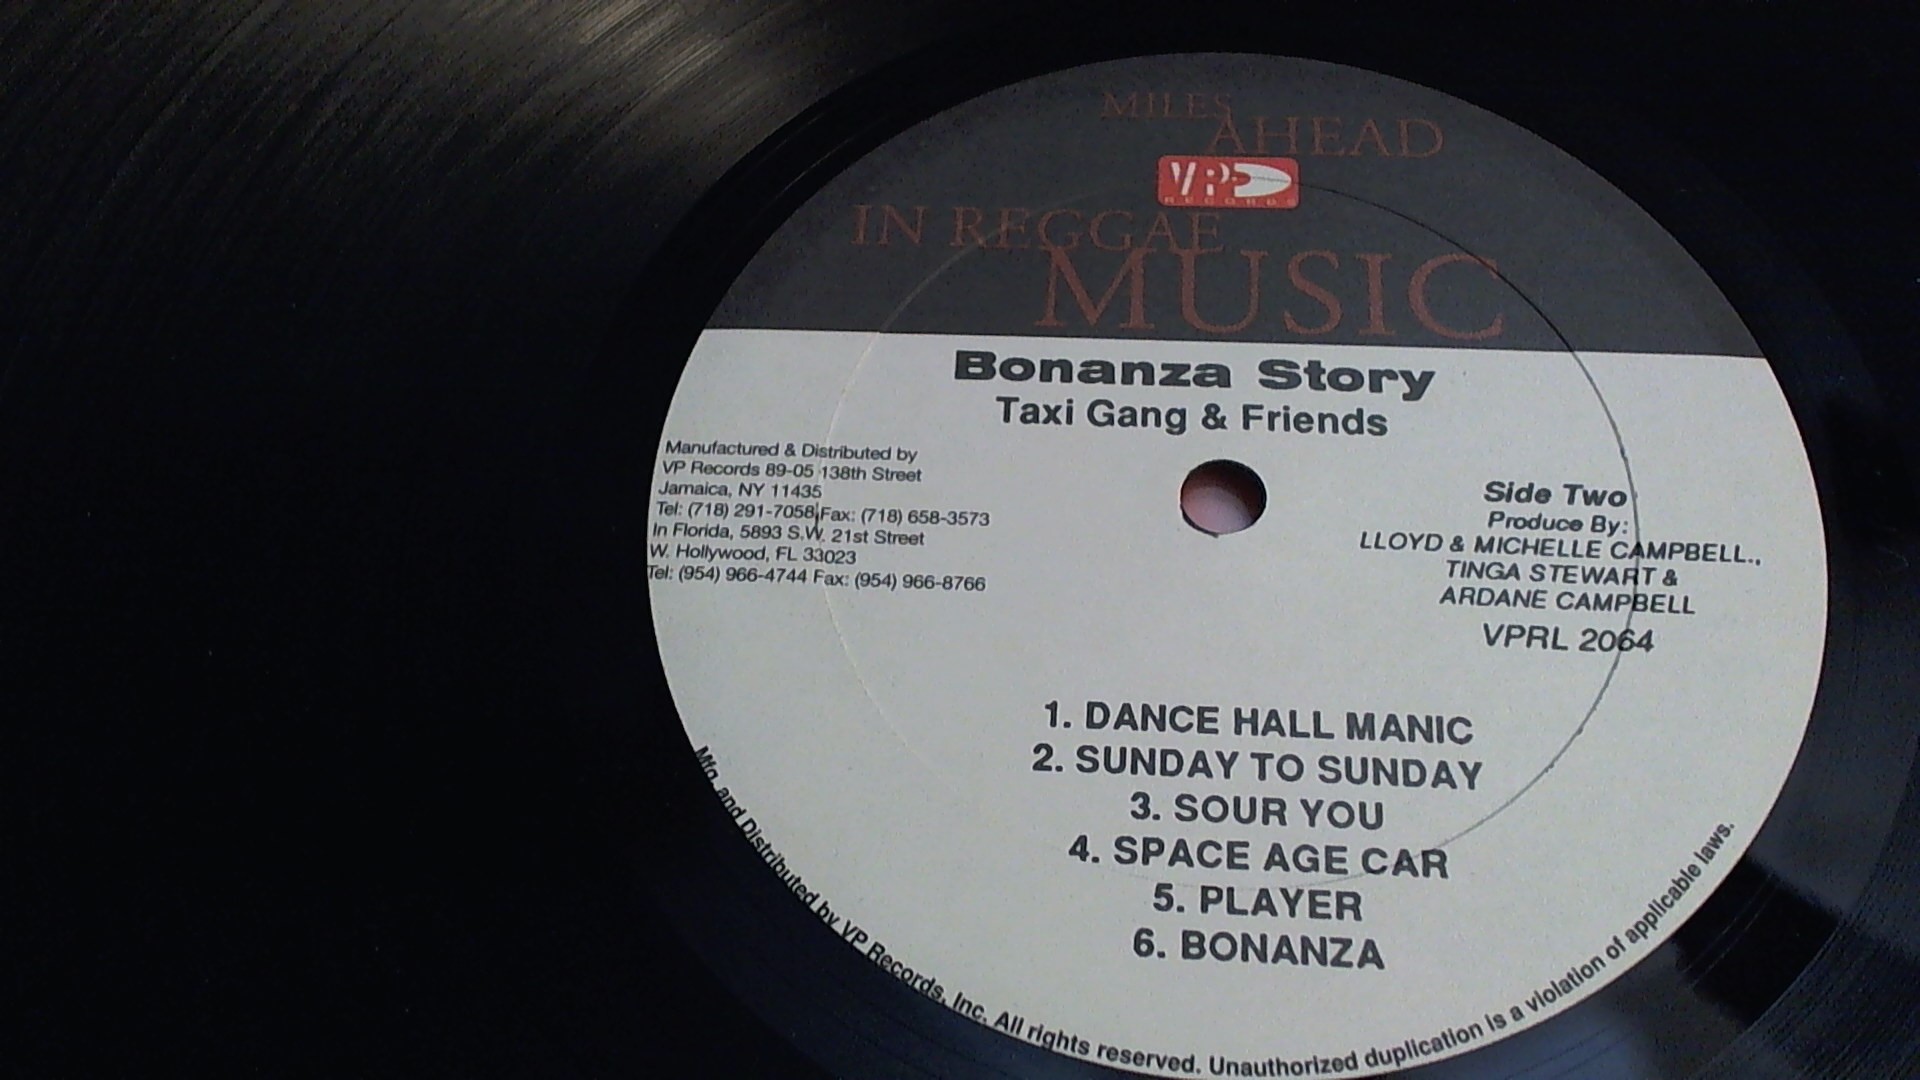 MILES
AHEAD
VP
RECORDS
IN REGGAE
MUSIC
Bonanza Story
Taxi Gang & Friends
Manufactured & Distributed by
VP Records 89-05 138th Street
Jamaica, NY 11435
Tel: (718) 291-7058 Fax: (718) 658-3573
In Florida, 5893 S.W. 21st Street
W. Hollywood, FL 33023
Tel: (954) 966-4744 Fax: (954) 966-8766
Side Two
Produce By:
LLOYD & MICHELLE CAMPBELL.,
TINGA STEWART &
ARDANE CAMPBELL
VPRL 2064
1. DANCE HALL MANIC
2. SUNDAY TO SUNDAY
3. SOUR YOU
4. SPACE AGE CAR
5. PLAYER
6. BONANZA
Mfg. and Distributed by VP Records, Inc. All rights reserved. Unauthorized duplication is a violation of applicable laws.